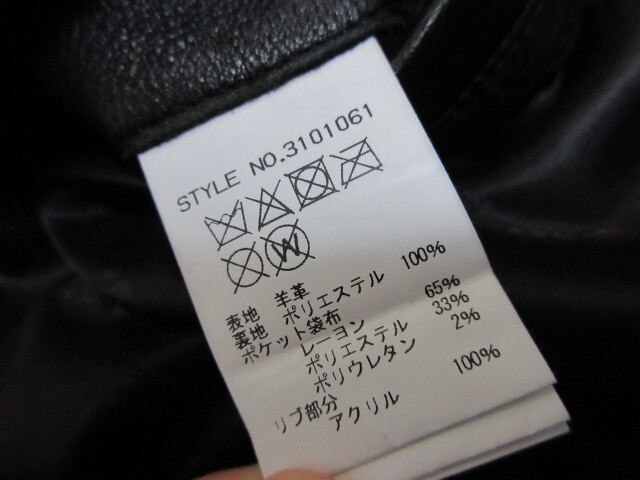 STYLE NO.3101061
W
表地 羊革
裏地 ポリエステル 100%
ポケット袋布
レーヨン 65%
ポリエステル 33%
ポリウレタン 2%
リブ部分
アクリル 100%